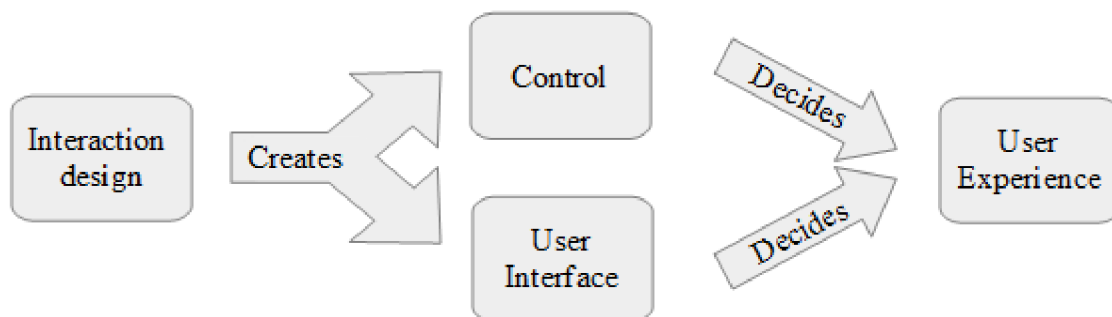 Interaction
design
Creates
Control
User
Interface
Decides
Decides
User
Experience